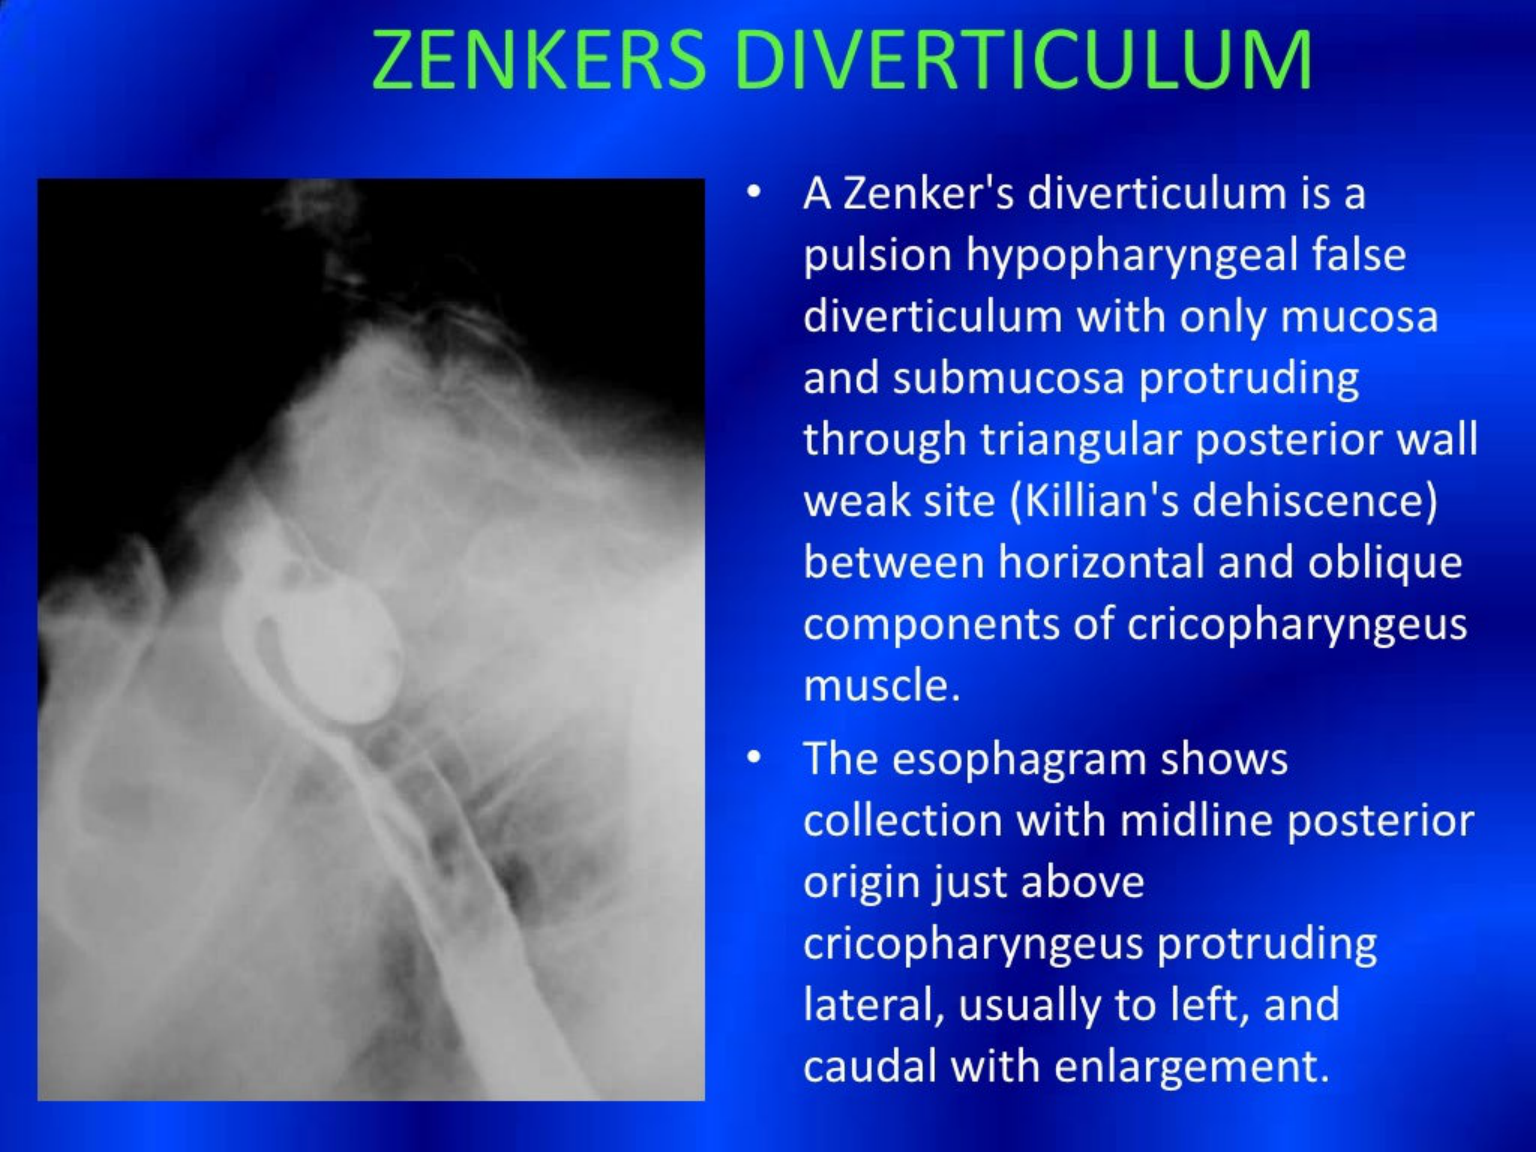 ZENKERS DIVERTICULUM
• A Zenker's diverticulum is a
pulsion hypopharyngeal false
diverticulum with only mucosa
and submucosa protruding
through triangular posterior wall
weak site (Killian's dehiscence)
between horizontal and oblique
components of cricopharyngeus
muscle.
• The esophagram shows
collection with midline posterior
origin just above
cricopharyngeus protruding
lateral, usually to left, and
caudal with enlargement.